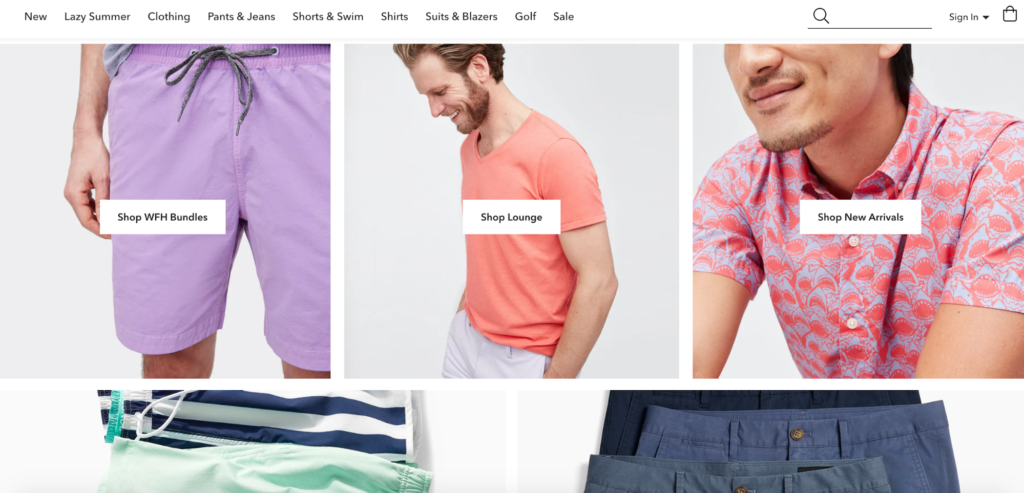 New Lazy Summer Clothing Pants & Jeans Shorts & Swim Shirts Suits & Blazers Golf Sale Sign In
Shop WFH Bundles Shop Lounge Shop New Arrivals